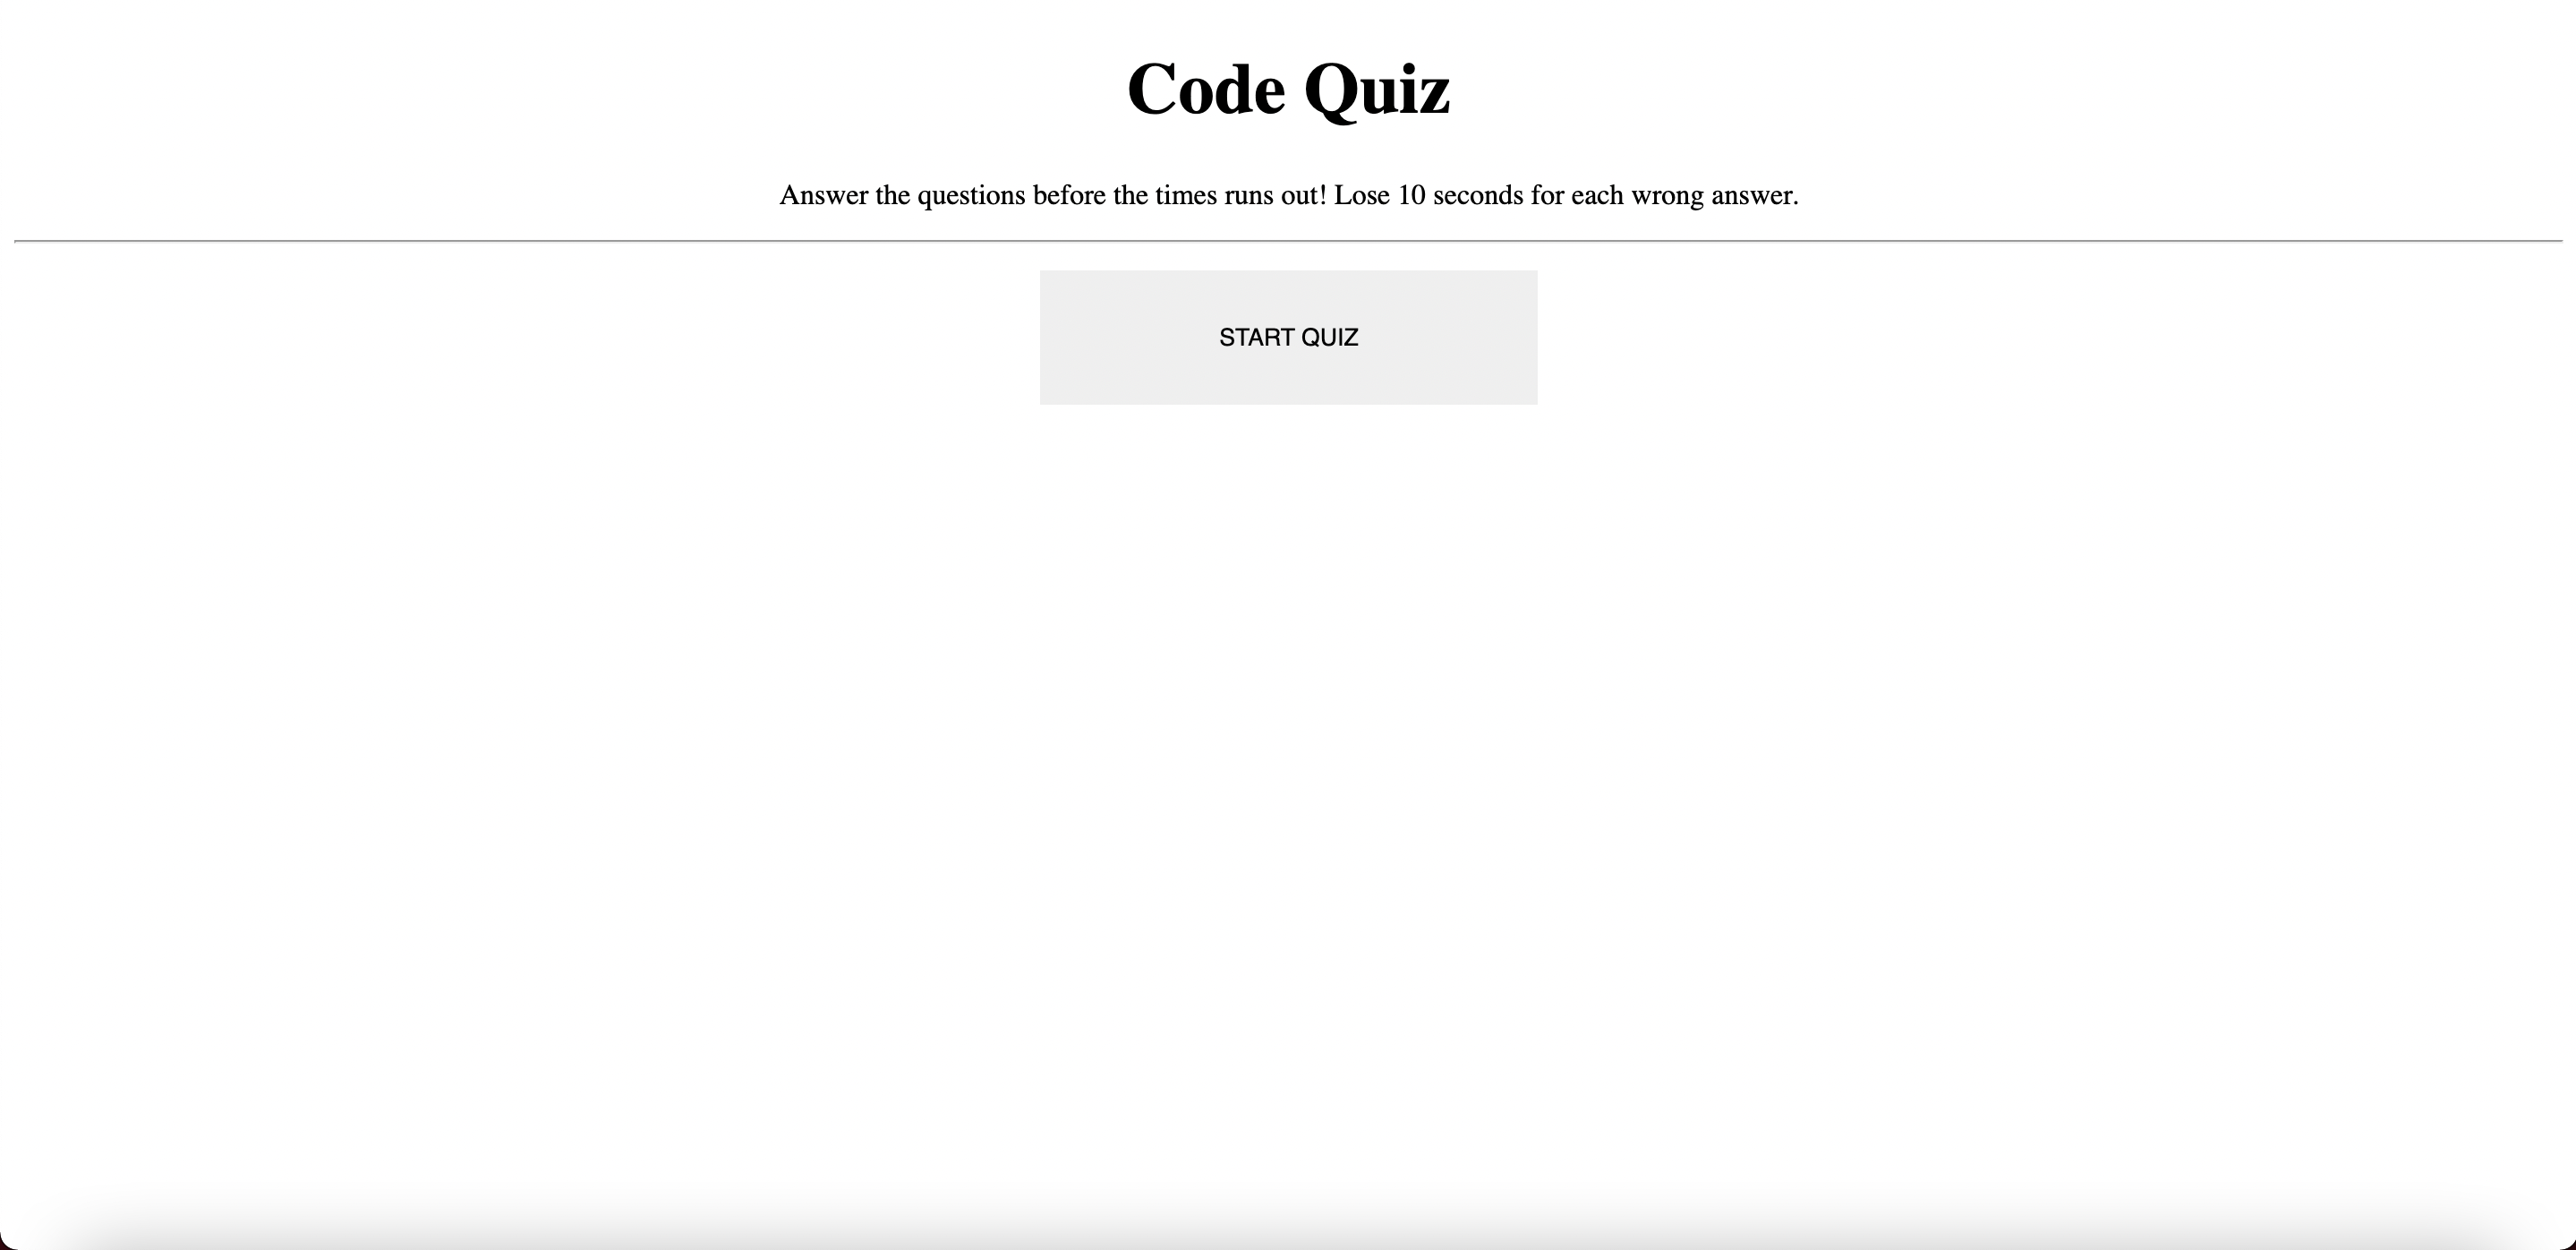 Code Quiz
Answer the questions before the times runs out! Lose 10 seconds for each wrong answer.
START QUIZ